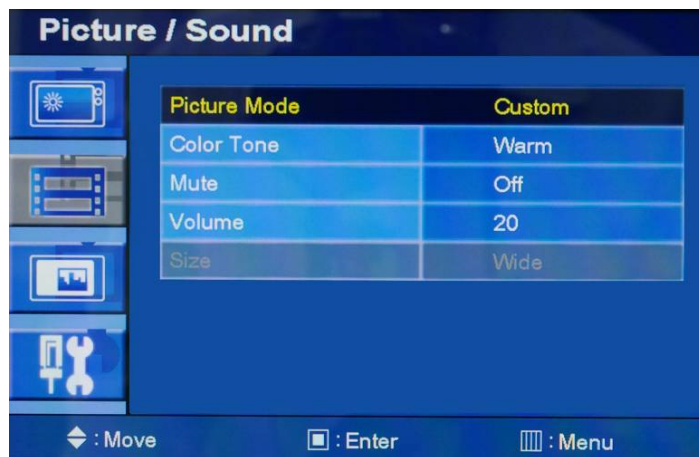 Picture / Sound
Picture Mode Custom
Color Tone Warm
Mute Off
Volume 20
Size Wide
: Move : Enter : Menu